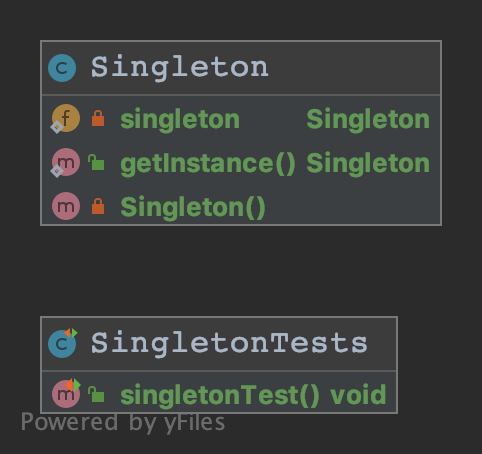 Singleton
singleton Singleton
getInstance() Singleton
Singleton()
SingletonTests
singletonTest() void
Powered by yFiles